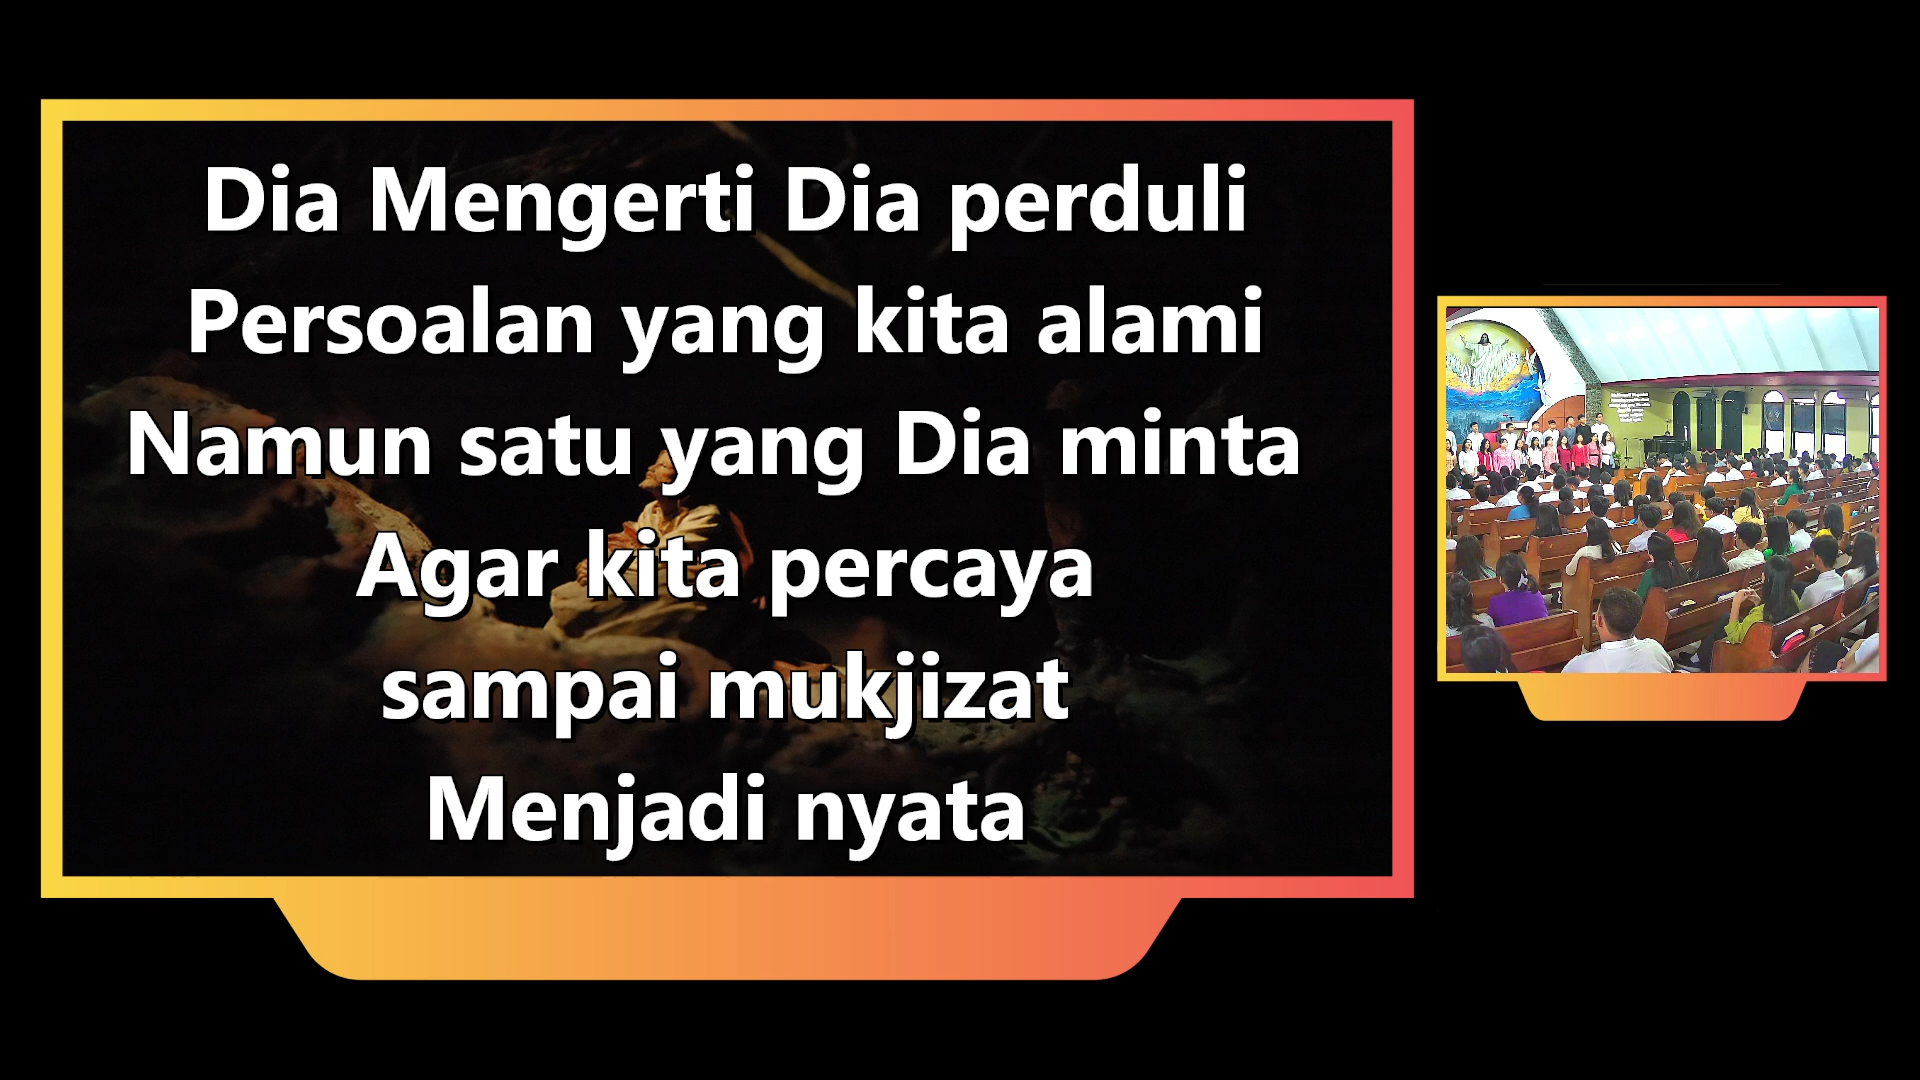 Dia Mengerti Dia perduli
Persoalan yang kita alami
Namun satu yang Dia minta
Agar kita percaya
sampai mukjizat
Menjadi nyata